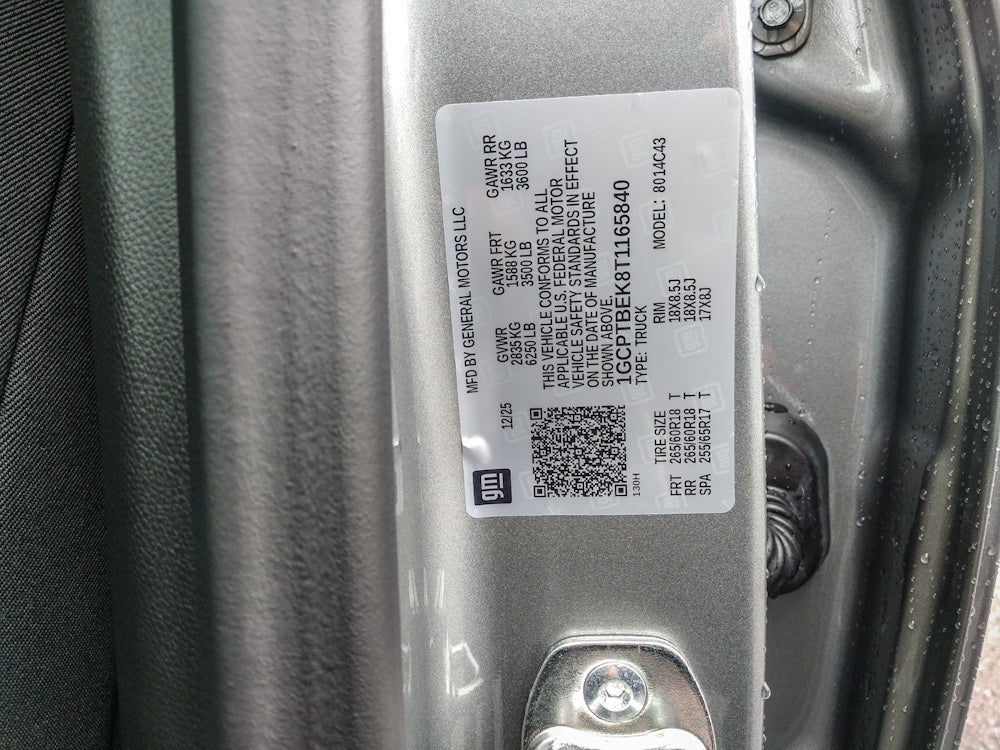 MFD BY GENERAL MOTORS LLC
12/25
GVWR GAWR FRT GAWR RR
2835 KG 1588 KG 1633 KG
6250 LB 3500 LB 3600 LB
THIS VEHICLE CONFORMS TO ALL
APPLICABLE U.S. FEDERAL MOTOR
VEHICLE SAFETY STANDARDS IN EFFECT
ON THE DATE OF MANUFACTURE
SHOWN ABOVE.
1GCPTBEK8T1165840
TYPE: TRUCK MODEL: 8014C43
gm
130H
TIRE SIZE RIM
FRT 265/60R18 T 18X8.5J
RR 265/60R18 T 18X8.5J
SPA 255/65R17 T 17X8J